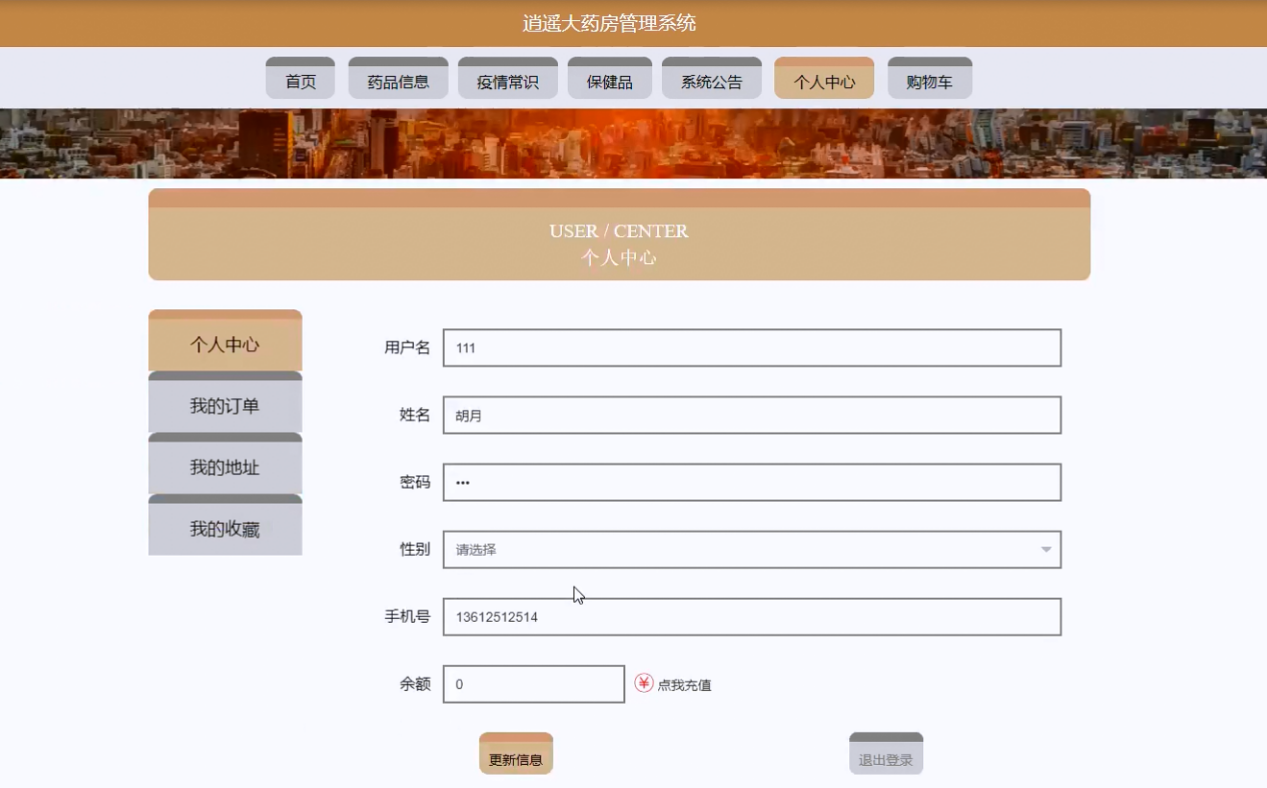 逍遥大药房管理系统
首页 药品信息 疫情常识 保健品 系统公告 个人中心 购物车
USER / CENTER
个人中心
个人中心
我的订单
我的地址
我的收藏
用户名 111
姓名 胡月
密码 •••
性别 请选择
手机号 13612512514
余额 0 ¥ 点我充值
更新信息 退出登录